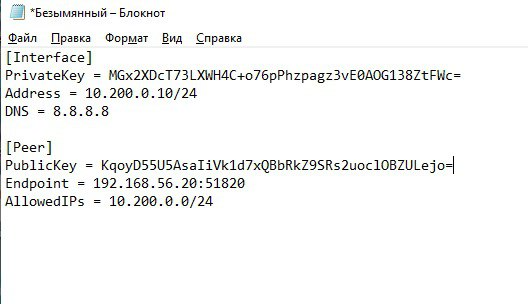 *Безымянный – Блокнот
Файл Правка Формат Вид Справка
[Interface]
PrivateKey = MGx2XDcT73LXWH4C+o76pPhzpagz3vE0AOG138ZtFWc=
Address = 10.200.0.10/24
DNS = 8.8.8.8
[Peer]
PublicKey = KqoyD55U5AsaIiVk1d7xQBbRkZ9SRs2uoclOBZULejo=
Endpoint = 192.168.56.20:51820
AllowedIPs = 10.200.0.0/24